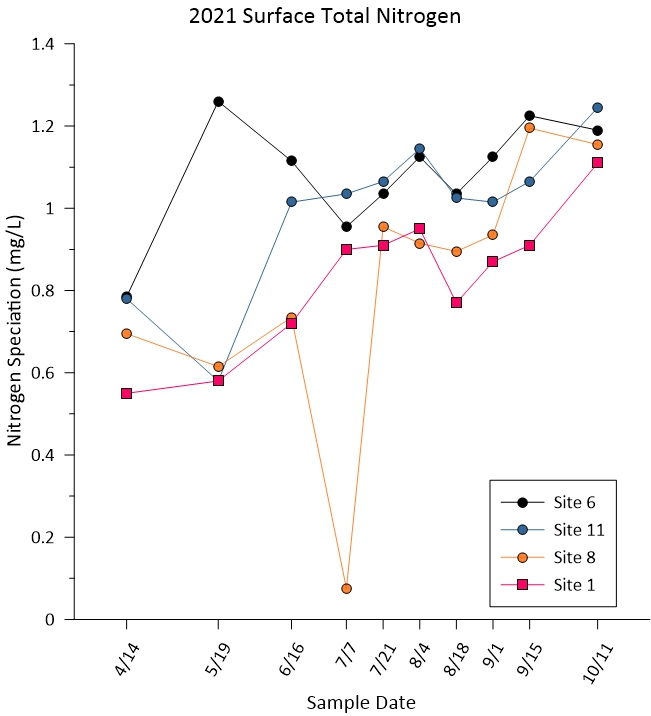 2021 Surface Total Nitrogen
1.4
1.2
1
0.8
0.6
0.4
0.2
0
Nitrogen Speciation (mg/L)
Site 6
Site 11
Site 8
Site 1
4/14
5/19
6/16
7/7
7/21
8/4
8/18
9/1
9/15
10/11
Sample Date